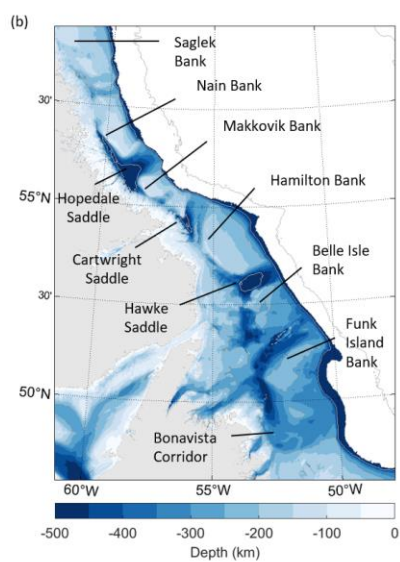 (b)
Saglek
Bank
Nain Bank
30'
Makkovik Bank
55°N
Hamilton Bank
Hopedale
Saddle
Belle Isle
Bank
Cartwright
Saddle
30'
Hawke
Saddle
Funk
Island
Bank
50°N
Bonavista
Corridor
60°W
55°W
50°W
-500
-400
-300
-200
-100
0
Depth (km)